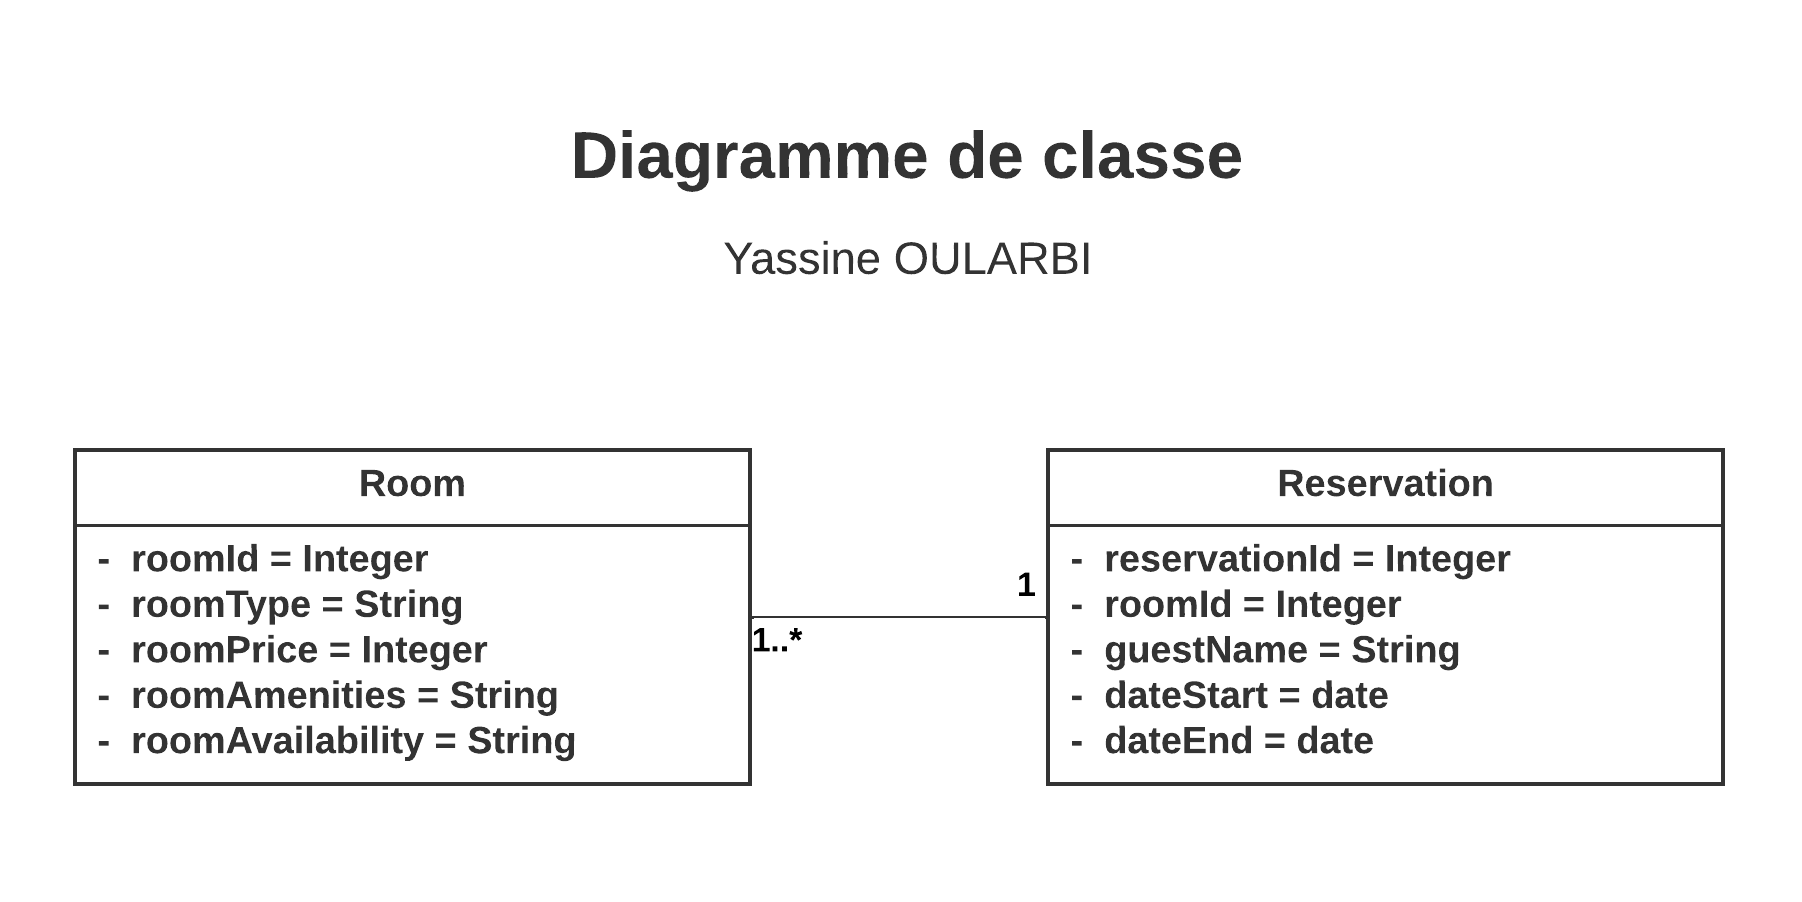 Diagramme de classe
Yassine OULARBI
Room
- roomId = Integer
- roomType = String
- roomPrice = Integer
- roomAmenities = String
- roomAvailability = String
1..*
1
Reservation
- reservationId = Integer
- roomId = Integer
- guestName = String
- dateStart = date
- dateEnd = date